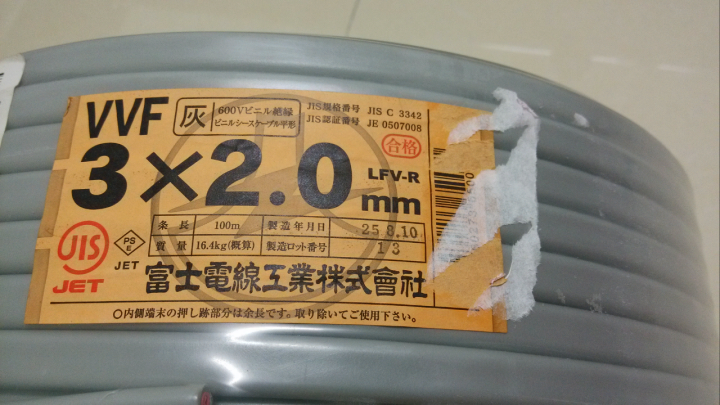 VVF 灰 600Vビニル絶縁 ビニルシースケーブル平形
JIS規格番号 JIS C 3342
JIS認証番号 JE 0507008
合格
3×2.0mm
LFV-R
条長 100m 製造年月日 25.8.10
質量 16.4kg(概算) 製造ロット番号 13
JIS
JET
PS
E
JET
富士電線工業株式會社
○内側端末の押し跡部分は余長です。取り除いてご使用下さい。